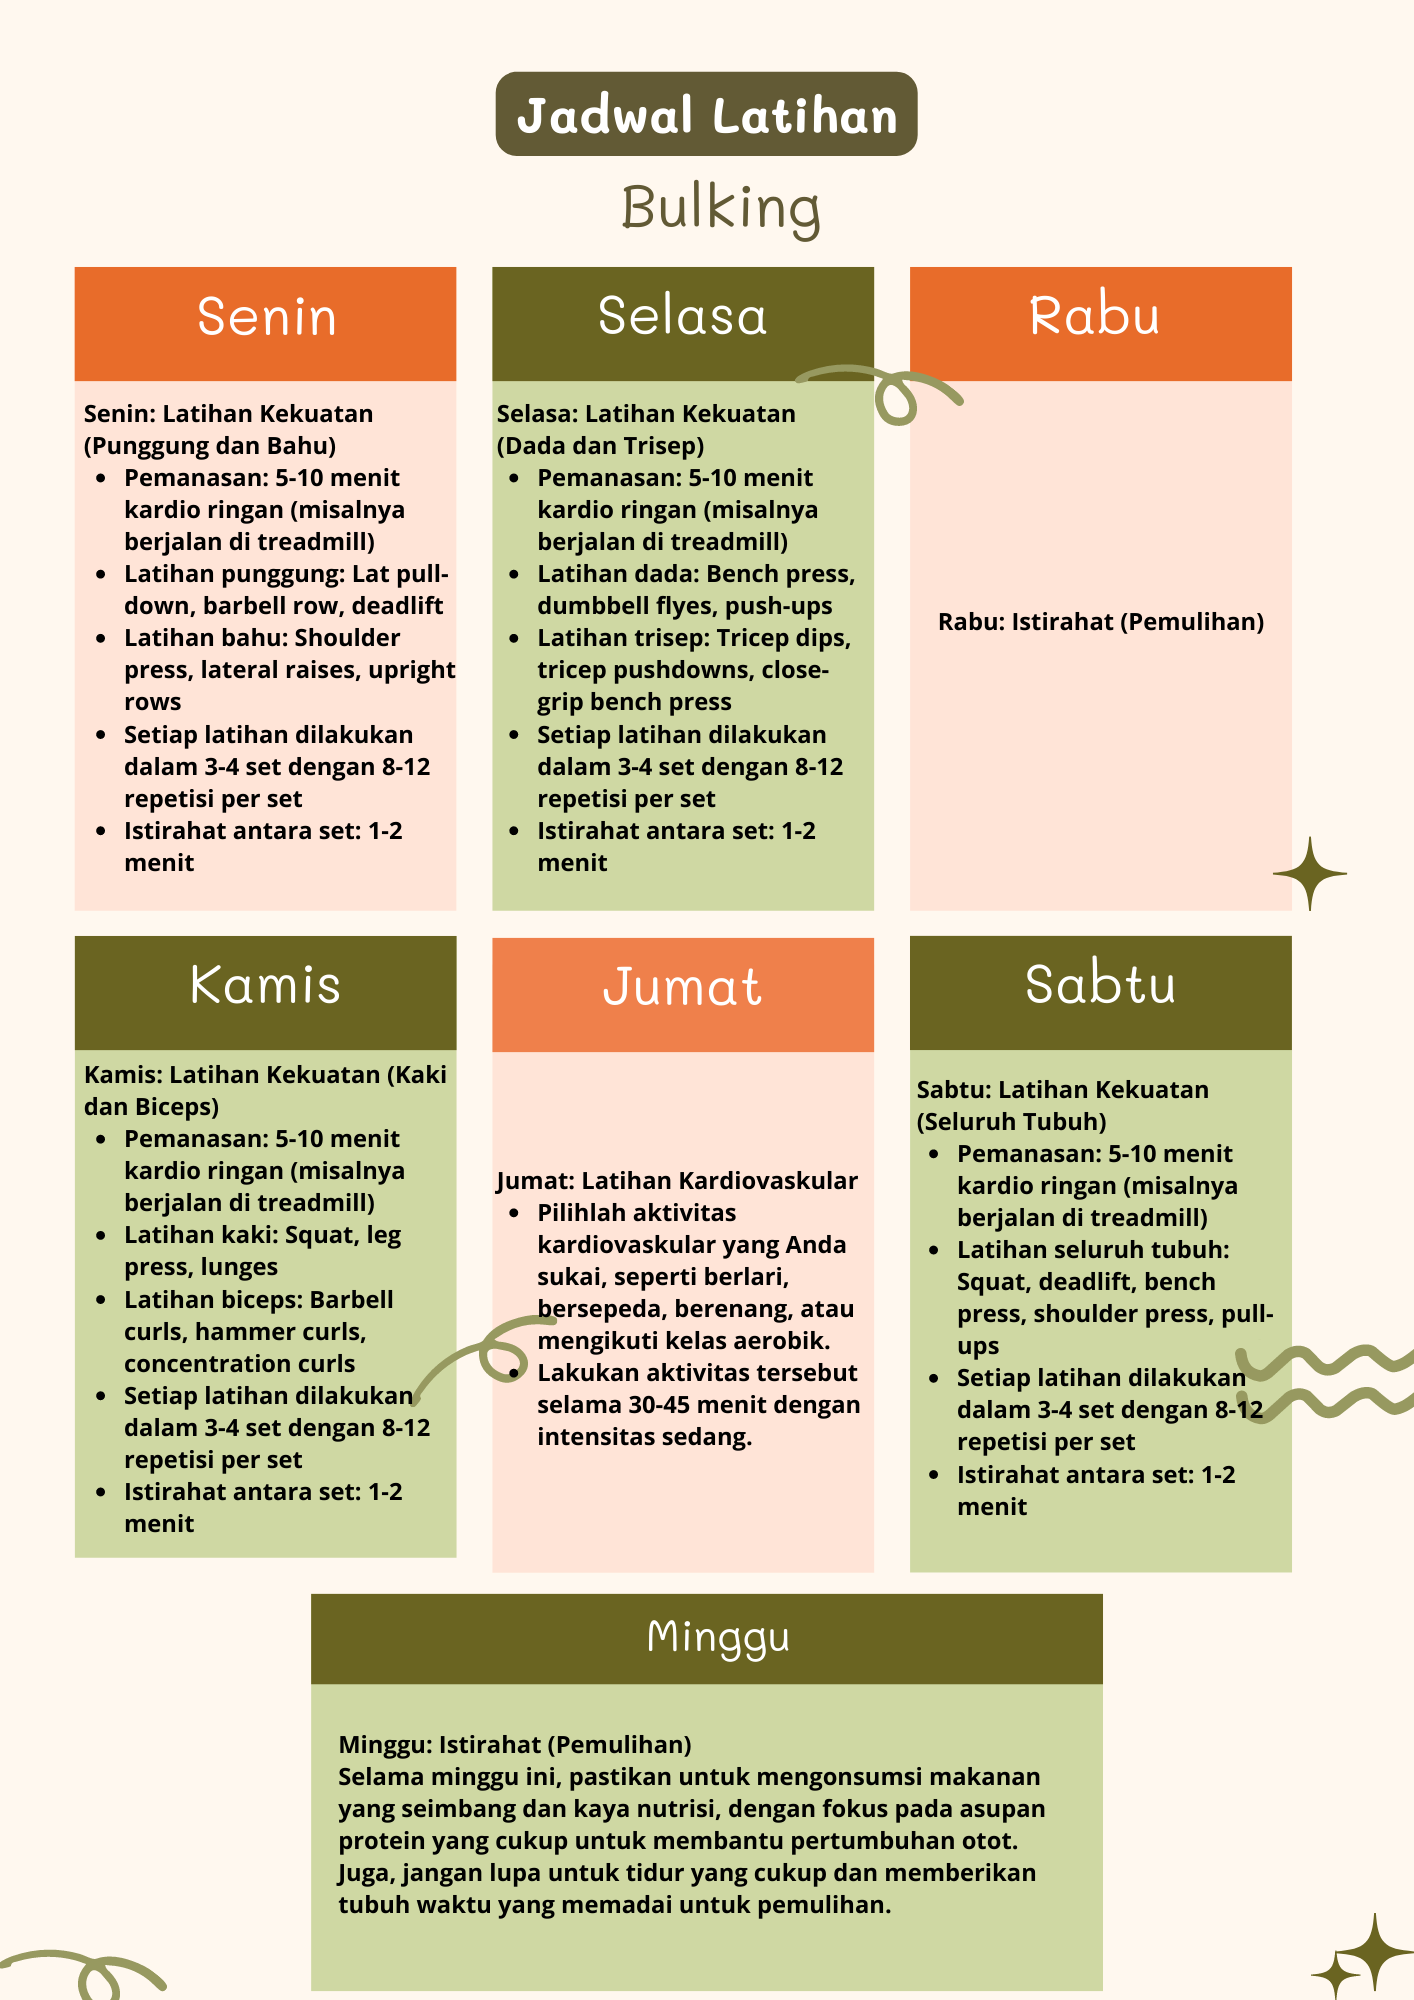 Jadwal Latihan
Bulking
Senin
Senin: Latihan Kekuatan
(Punggung dan Bahu)
• Pemanasan: 5-10 menit
kardio ringan (misalnya
berjalan di treadmill)
• Latihan punggung: Lat pull-
down, barbell row, deadlift
• Latihan bahu: Shoulder
press, lateral raises, upright
rows
• Setiap latihan dilakukan
dalam 3-4 set dengan 8-12
repetisi per set
• Istirahat antara set: 1-2
menit
Selasa
Selasa: Latihan Kekuatan
(Dada dan Trisep)
• Pemanasan: 5-10 menit
kardio ringan (misalnya
berjalan di treadmill)
• Latihan dada: Bench press,
dumbbell flyes, push-ups
• Latihan trisep: Tricep dips,
tricep pushdowns, close-
grip bench press
• Setiap latihan dilakukan
dalam 3-4 set dengan 8-12
repetisi per set
• Istirahat antara set: 1-2
menit
Rabu
Rabu: Istirahat (Pemulihan)
Kamis
Kamis: Latihan Kekuatan (Kaki
dan Biceps)
• Pemanasan: 5-10 menit
kardio ringan (misalnya
berjalan di treadmill)
• Latihan kaki: Squat, leg
press, lunges
• Latihan biceps: Barbell
curls, hammer curls,
concentration curls
• Setiap latihan dilakukan
dalam 3-4 set dengan 8-12
repetisi per set
• Istirahat antara set: 1-2
menit
Jumat
Jumat: Latihan Kardiovaskular
• Pilihlah aktivitas
kardiovaskular yang Anda
sukai, seperti berlari,
bersepeda, berenang, atau
mengikuti kelas aerobik.
• Lakukan aktivitas tersebut
selama 30-45 menit dengan
intensitas sedang.
Sabtu
Sabtu: Latihan Kekuatan
(Seluruh Tubuh)
• Pemanasan: 5-10 menit
kardio ringan (misalnya
berjalan di treadmill)
• Latihan seluruh tubuh:
Squat, deadlift, bench
press, shoulder press, pull-
ups
• Setiap latihan dilakukan
dalam 3-4 set dengan 8-12
repetisi per set
• Istirahat antara set: 1-2
menit
Minggu
Minggu: Istirahat (Pemulihan)
Selama minggu ini, pastikan untuk mengonsumsi makanan
yang seimbang dan kaya nutrisi, dengan fokus pada asupan
protein yang cukup untuk membantu pertumbuhan otot.
Juga, jangan lupa untuk tidur yang cukup dan memberikan
tubuh waktu yang memadai untuk pemulihan.